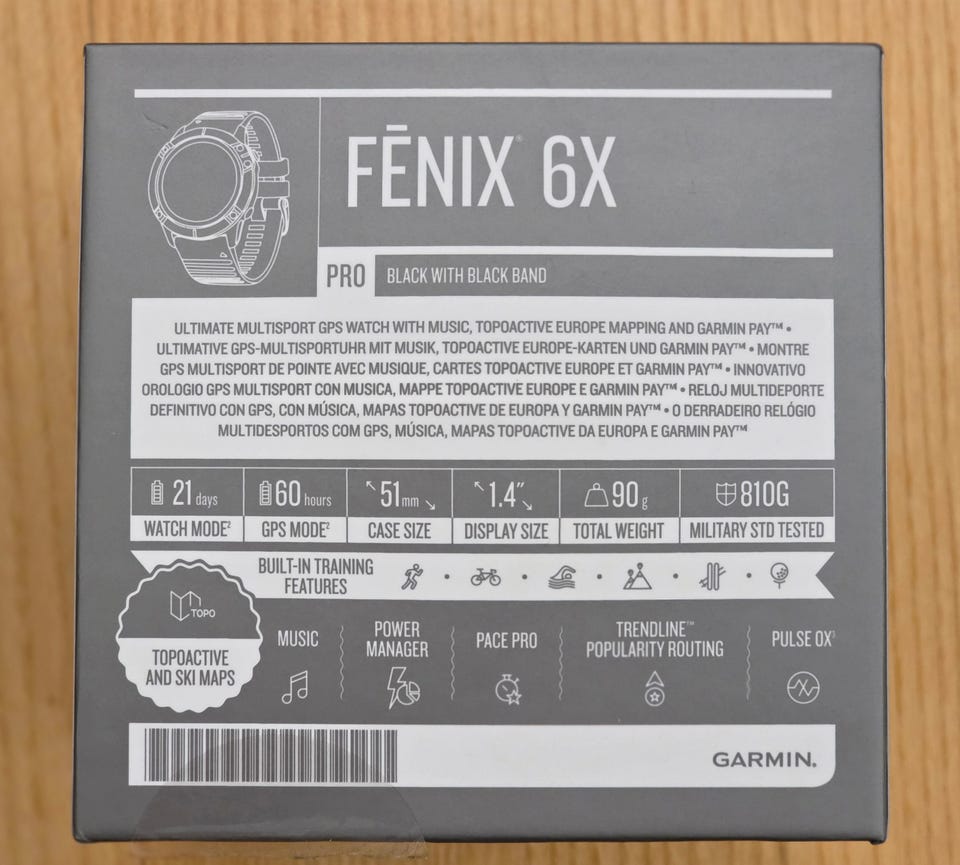 FĒNIX® 6X
PRO BLACK WITH BLACK BAND
ULTIMATE MULTISPORT GPS WATCH WITH MUSIC, TOPOACTIVE EUROPE MAPPING AND GARMIN PAY™ •
ULTIMATIVE GPS-MULTISPORTUHR MIT MUSIK, TOPOACTIVE EUROPE-KARTEN UND GARMIN PAY™ • MONTRE
GPS MULTISPORT DE POINTE AVEC MUSIQUE, CARTES TOPOACTIVE EUROPE ET GARMIN PAY™ • INNOVATIVO
OROLOGIO GPS MULTISPORT CON MUSICA, MAPPE TOPOACTIVE EUROPE E GARMIN PAY™ • RELOJ MULTIDEPORTE
DEFINITIVO CON GPS, CON MÚSICA, MAPAS TOPOACTIVE DE EUROPA Y GARMIN PAY™ • O DERRADEIRO RELÓGIO
MULTIDESPORTOS COM GPS, MÚSICA, MAPAS TOPOACTIVE DA EUROPA E GARMIN PAY™
21 days 60 hours 51mm 1.4″ 90g 810G
WATCH MODE² GPS MODE² CASE SIZE DISPLAY SIZE TOTAL WEIGHT MILITARY STD TESTED
BUILT-IN TRAINING
FEATURES
TOPO
TOPOACTIVE
AND SKI MAPS
MUSIC
POWER
MANAGER
PACE PRO
TRENDLINE™
POPULARITY ROUTING
PULSE OX¹
GARMIN.